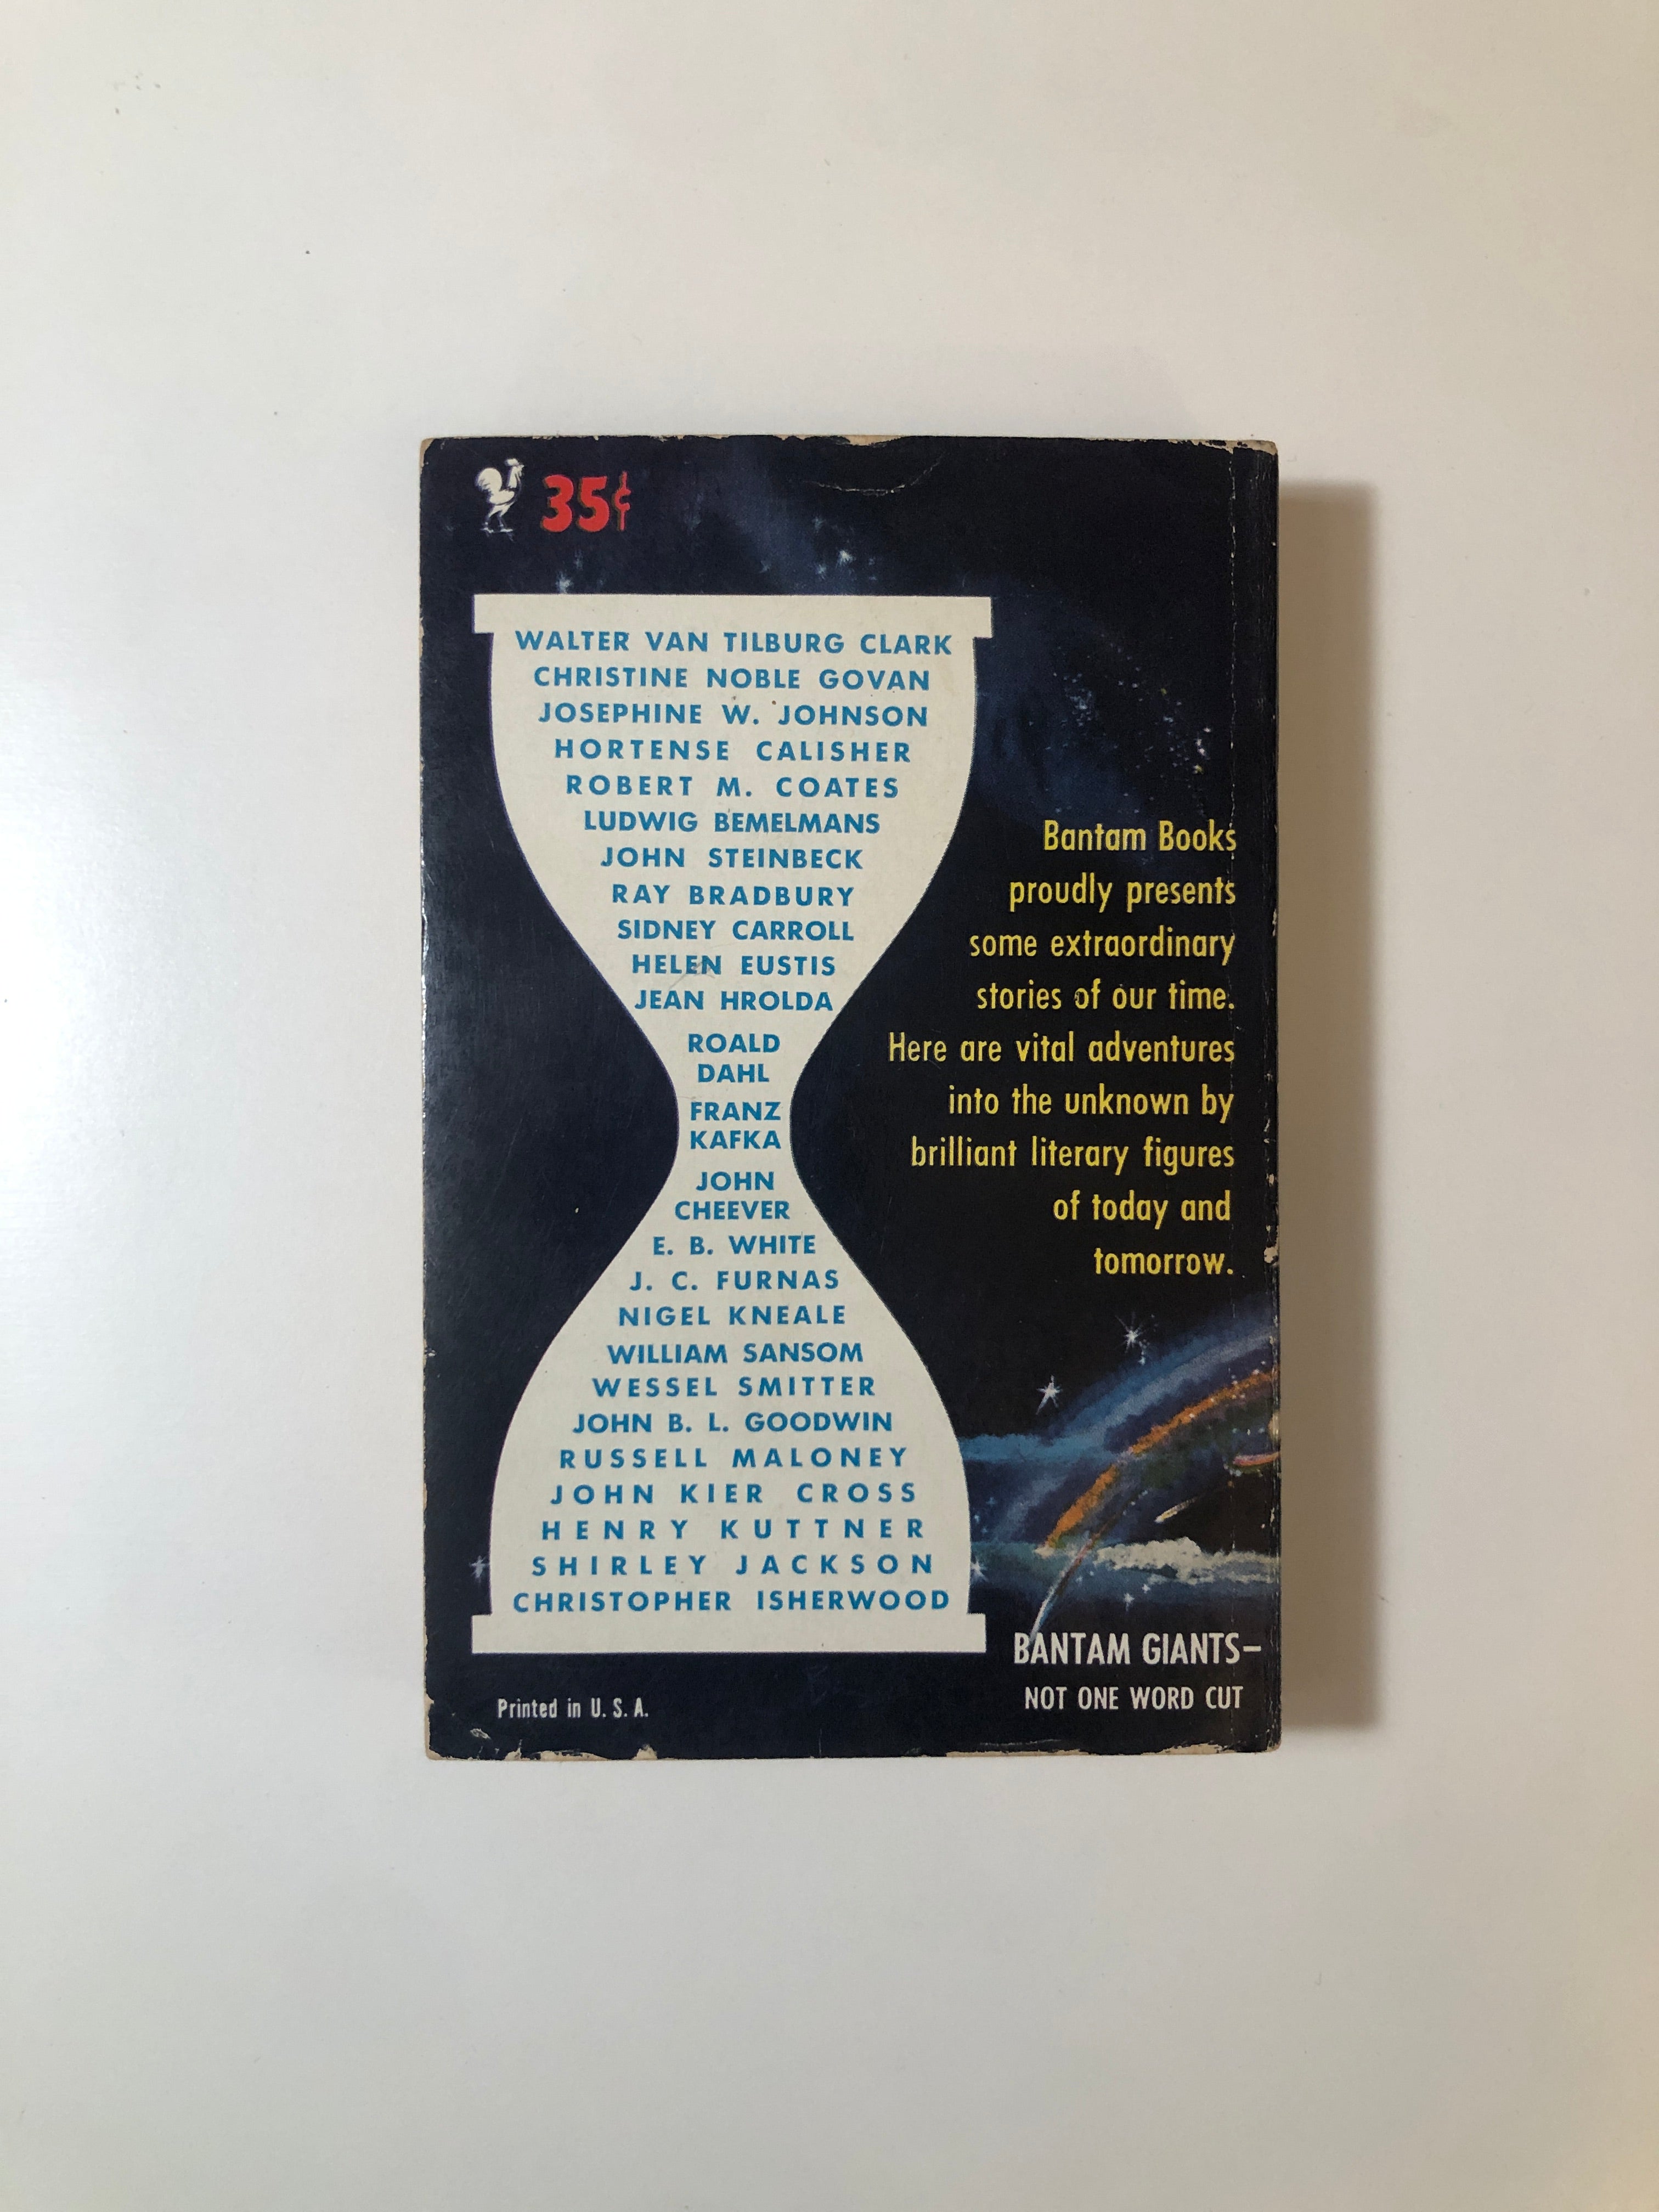 35¢
WALTER VAN TILBURG CLARK
CHRISTINE NOBLE GOVAN
JOSEPHINE W. JOHNSON
HORTENSE CALISHER
ROBERT M. COATES
LUDWIG BEMELMANS
JOHN STEINBECK
RAY BRADBURY
SIDNEY CARROLL
HELEN EUSTIS
JEAN HROLDA
ROALD
DAHL
FRANZ
KAFKA
JOHN
CHEEVER
E. B. WHITE
J. C. FURNAS
NIGEL KNEALE
WILLIAM SANSOM
WESSEL SMITTER
JOHN B. L. GOODWIN
RUSSELL MALONEY
JOHN KIER CROSS
HENRY KUTTNER
SHIRLEY JACKSON
CHRISTOPHER ISHERWOOD
Bantam Books
proudly presents
some extraordinary
stories of our time.
Here are vital adventures
into the unknown by
brilliant literary figures
of today and
tomorrow.
BANTAM GIANTS–
NOT ONE WORD CUT
Printed in U. S. A.